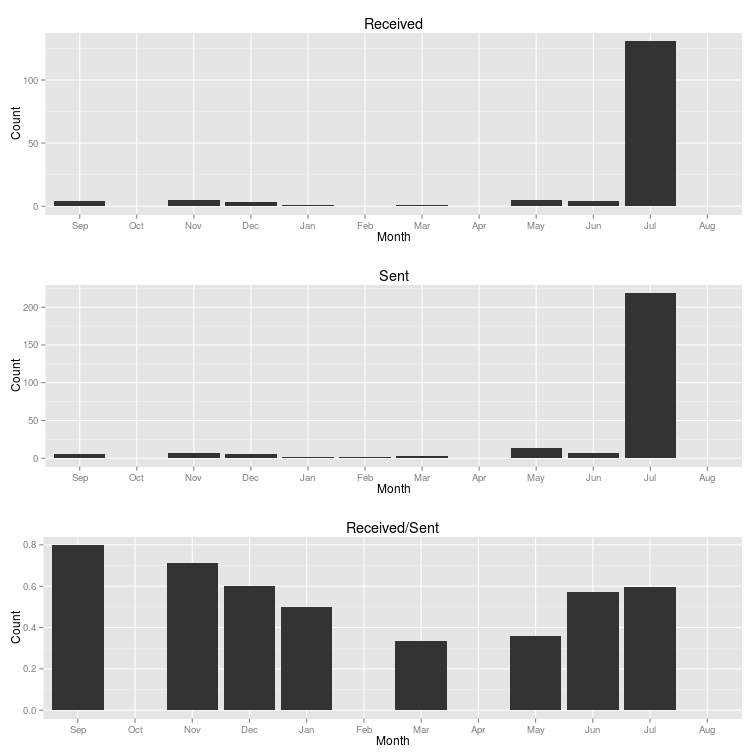 Received
Count
100
50
0
Sep Oct Nov Dec Jan Feb Mar Apr May Jun Jul Aug
Month
Sent
Count
200
150
100
50
0
Sep Oct Nov Dec Jan Feb Mar Apr May Jun Jul Aug
Month
Received/Sent
Count
0.8
0.6
0.4
0.2
0.0
Sep Oct Nov Dec Jan Feb Mar Apr May Jun Jul Aug
Month